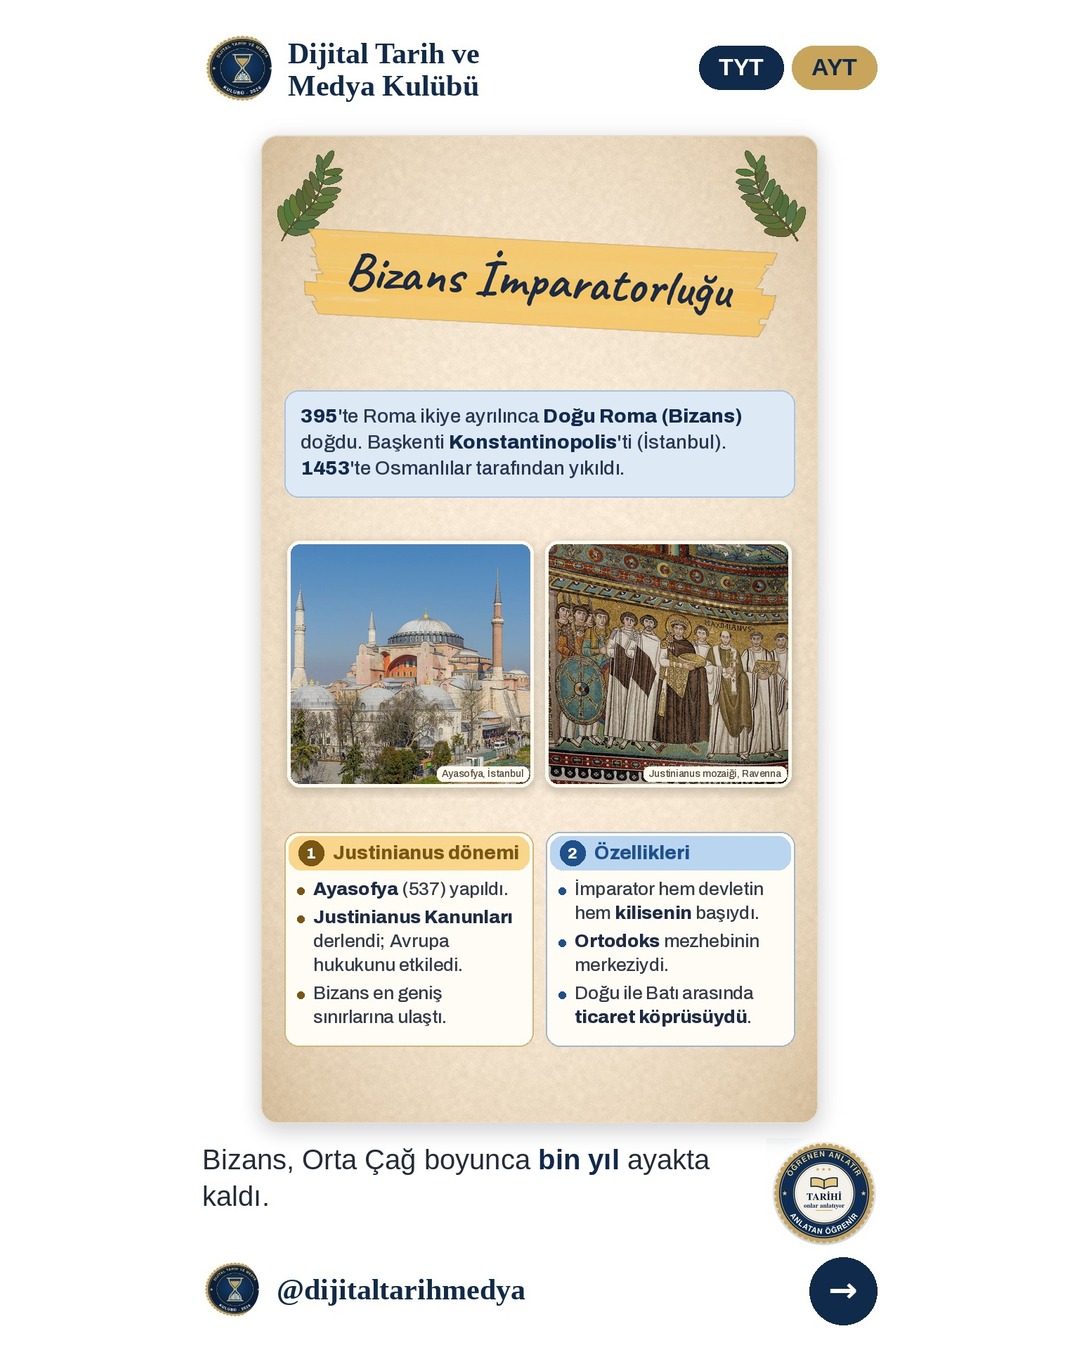 Dijital Tarih ve
Medya Kulübü
TYT
AYT
Bizans İmparatorluğu
395'te Roma ikiye ayrılınca Doğu Roma (Bizans)
doğdu. Başkenti Konstantinopolis'ti (İstanbul).
1453'te Osmanlılar tarafından yıkıldı.
MAXIMIANVS
Ayasofya, İstanbul
Justinianus mozaiği, Ravenna
1 Justinianus dönemi
Ayasofya (537) yapıldı.
Justinianus Kanunları
derlendi; Avrupa
hukukunu etkiledi.
Bizans en geniş
sınırlarına ulaştı.
2 Özellikleri
İmparator hem devletin
hem kilisenin başıydı.
Ortodoks mezhebinin
merkeziydi.
Doğu ile Batı arasında
ticaret köprüsüydü.
Bizans, Orta Çağ boyunca bin yıl ayakta
kaldı.
ÖĞRENEN ANLATIR
TARİHİ
onlar anlatıyor
ANLATAN ÖĞRENİR
@dijitaltarihmedya